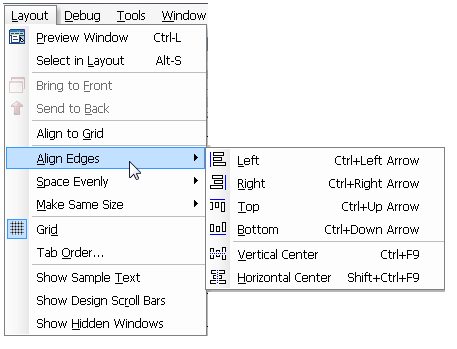 Layout Debug Tools Window
Preview Window Ctrl-L
Select in Layout Alt-S
Bring to Front
Send to Back
Align to Grid
Align Edges
Space Evenly
Make Same Size
Grid
Tab Order...
Show Sample Text
Show Design Scroll Bars
Show Hidden Windows
Left Ctrl+Left Arrow
Right Ctrl+Right Arrow
Top Ctrl+Up Arrow
Bottom Ctrl+Down Arrow
Vertical Center Ctrl+F9
Horizontal Center Shift+Ctrl+F9